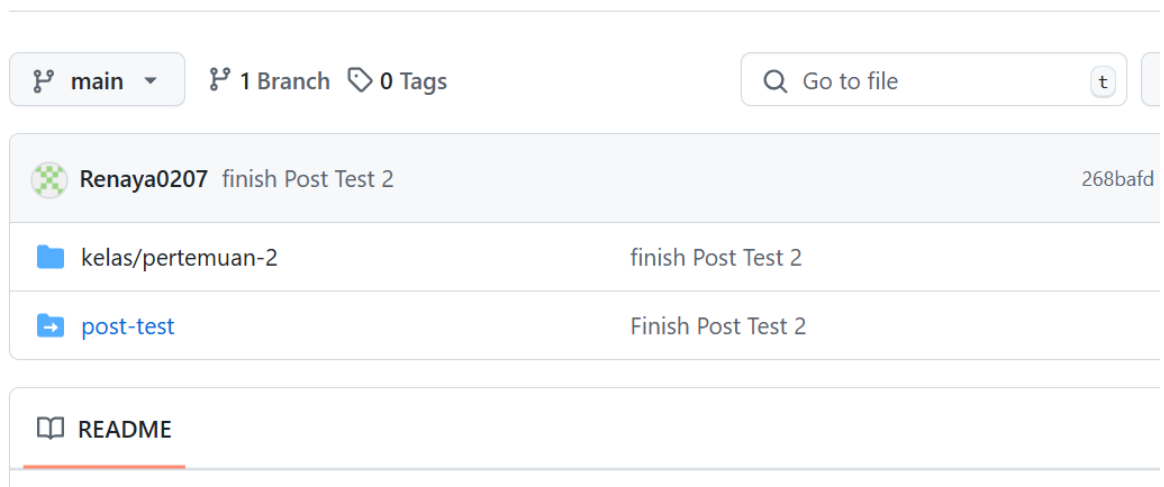 main 1 Branch 0 Tags Go to file t
Renaya0207 finish Post Test 2 268bafd
kelas/pertemuan-2 finish Post Test 2
post-test Finish Post Test 2
README